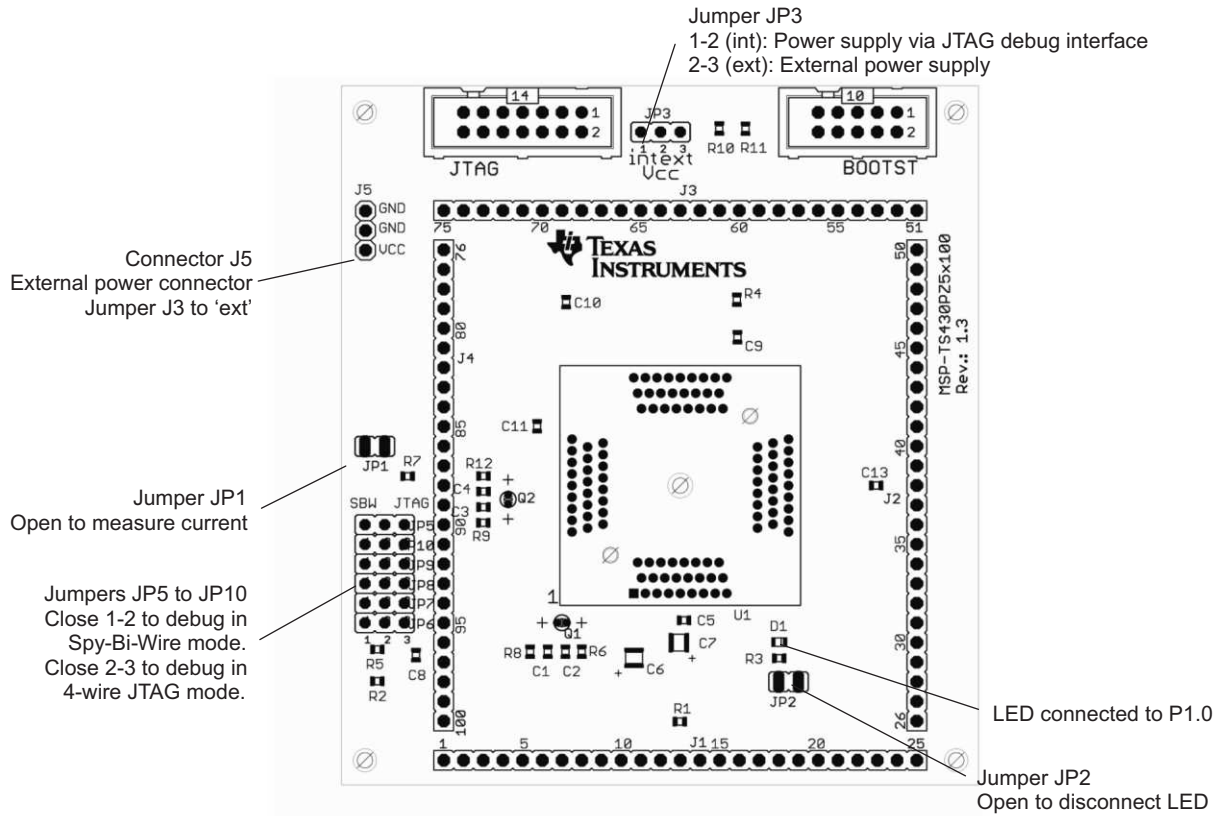 Jumper JP3
1-2 (int): Power supply via JTAG debug interface
2-3 (ext): External power supply
14
1
2
JTAG
JP3
1 2 3
int ext
Vcc
R10 R11
10
1
2
BOOTST
J5
GND
GND
VCC
J3
75
70
65
60
51
Connector J5
External power connector
Jumper J3 to 'ext'
TEXAS
INSTRUMENTS
76
80
J4
85
90
95
100
50
45
40
J2
35
30
26
MSP-TS430PZ5x100
Rev.: 1.3
C10
R4
C9
C11
JP1
R7
R12
C4
C3
R9
+
Q2
+
C13
Jumper JP1
Open to measure current
SBW JTAG
JP5
JP10
JP9
JP8
JP7
JP6
1 2 3
Jumpers JP5 to JP10
Close 1-2 to debug in
Spy-Bi-Wire mode.
Close 2-3 to debug in
4-wire JTAG mode.
R5
C8
R2
1
U1
+ Q1 +
C5
C7
+
R8 C1 C2 R6
C6
+
D1
R3
JP2
R1
LED connected to P1.0
1
5
10
J1
15
20
25
Jumper JP2
Open to disconnect LED